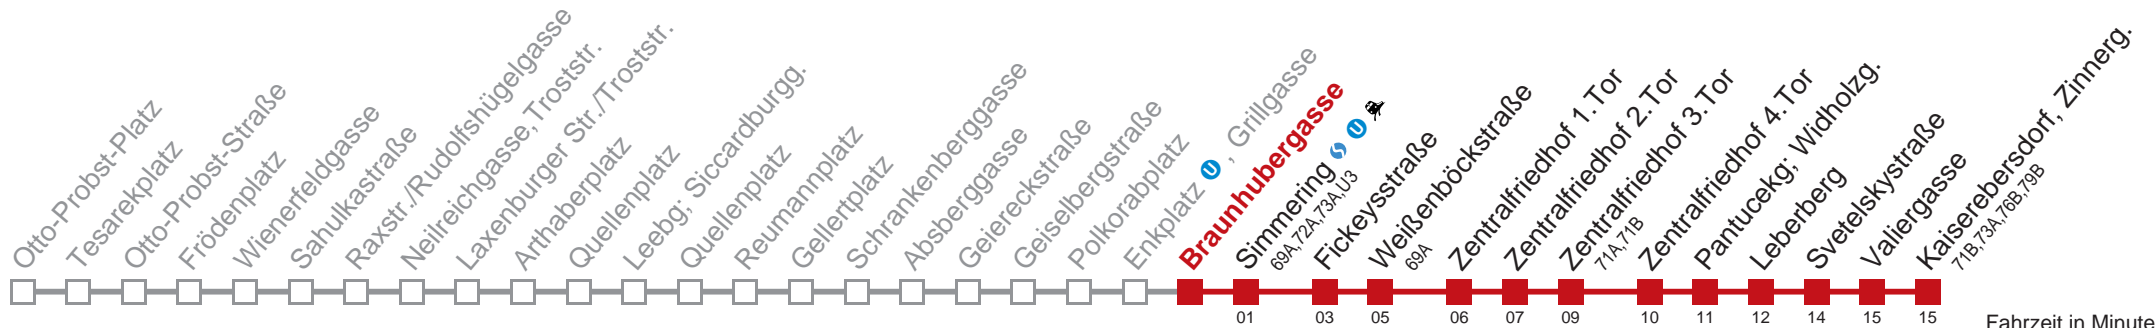 Otto-Probst-Platz
Tesarekplatz
Otto-Probst-Straße
Frödenplatz
Wienerfeldgasse
Sahulkastraße
Raxstr./Rudolfshügelgasse
Neilreichgasse, Troststr.
Laxenburger Str./Troststr.
Arthaberplatz
Quellenplatz
Leebg; Siccardburgg.
Quellenplatz
Reumannplatz
Gellertplatz
Schrankenberggasse
Absberggasse
Geiereckstraße
Geiselbergstraße
Polkorabplatz
Enkplatz U , Grillgasse
Braunhubergasse
Simmering S U
69A,72A,73A,U3
Fickeysstraße
Weißenböckstraße
69A
Zentralfriedhof 1.Tor
Zentralfriedhof 2.Tor
Zentralfriedhof 3.Tor
71A,71B
Zentralfriedhof 4.Tor
Pantucekg; Widholzg.
Leberberg
Svetelskystraße
Valiergasse
Kaiserebersdorf, Zinnerg.
71B,73A,76B,79B
01 03 05 06 07 09 10 11 12 14 15 15
Fahrzeit in Minute